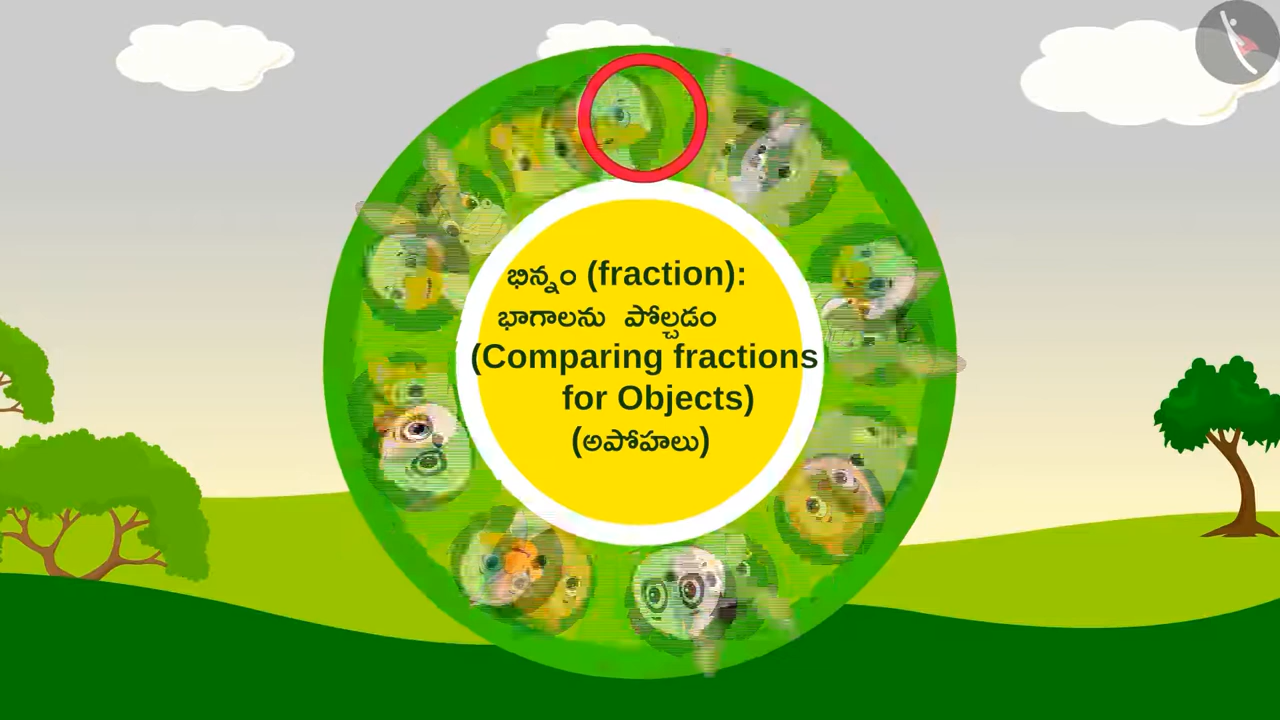 భిన్నం (fraction):
భాగాలను పోల్చడం
(Comparing fractions
for Objects)
(అపోహలు)